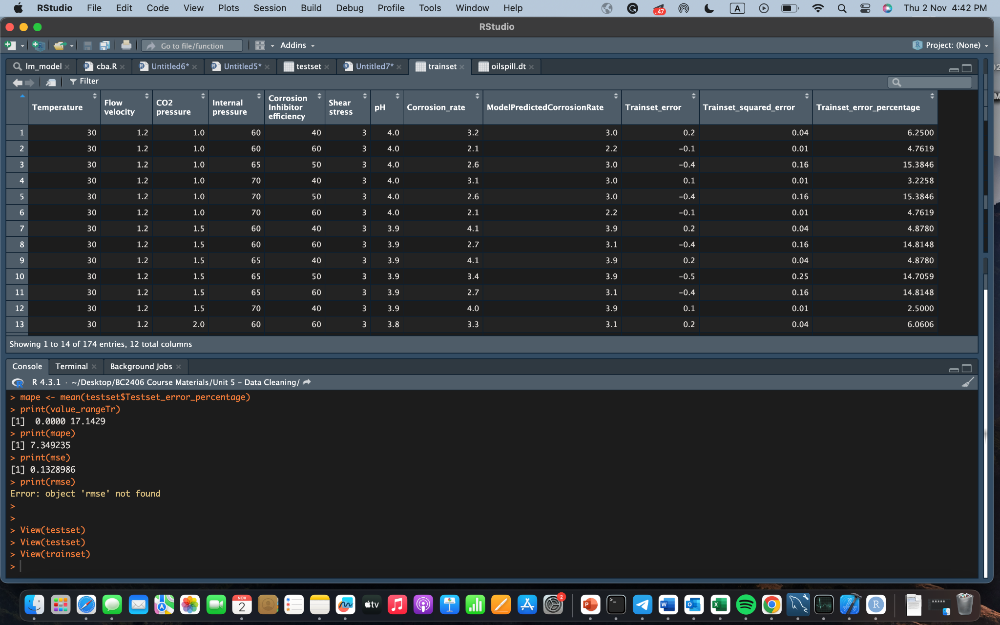 RStudio File Edit Code View Plots Session Build Debug Profile Tools Window Help A Thu 2 Nov 4:42 PM
RStudio
Go to file/function Addins Project: (None)
lm_model cba.R Untitled6* Untitled5* testset Untitled7* trainset oilspill.dt
Filter
Temperature Flow velocity CO2 pressure Internal pressure Corrosion Inhibitor efficiency Shear stress pH Corrosion_rate ModelPredictedCorrosionRate Trainset_error Trainset_squared_error Trainset_error_percentage
1 30 1.2 1.0 60 40 3 4.0 3.2 3.0 0.2 0.04 6.2500
2 30 1.2 1.0 60 60 3 4.0 2.1 2.2 −0.1 0.01 4.7619
3 30 1.2 1.0 65 50 3 4.0 2.6 3.0 −0.4 0.16 15.3846
4 30 1.2 1.0 70 40 3 4.0 3.1 3.0 0.1 0.01 3.2258
5 30 1.2 1.0 70 50 3 4.0 2.6 3.0 −0.4 0.16 15.3846
6 30 1.2 1.0 70 60 3 4.0 2.1 2.2 −0.1 0.01 4.7619
7 30 1.2 1.5 60 40 3 3.9 4.1 3.9 0.2 0.04 4.8780
8 30 1.2 1.5 60 60 3 3.9 2.7 3.1 −0.4 0.16 14.8148
9 30 1.2 1.5 65 40 3 3.9 4.1 3.9 0.2 0.04 4.8780
10 30 1.2 1.5 65 50 3 3.9 3.4 3.9 −0.5 0.25 14.7059
11 30 1.2 1.5 65 60 3 3.9 2.7 3.1 −0.4 0.16 14.8148
12 30 1.2 1.5 70 40 3 3.9 4.0 3.9 0.1 0.01 2.5000
13 30 1.2 2.0 60 60 3 3.8 3.3 3.1 0.2 0.04 6.0606
Showing 1 to 14 of 174 entries, 12 total columns
Console Terminal Background Jobs
R 4.3.1 · ~/Desktop/BC2406 Course Materials/Unit 5 – Data Cleaning/
> mape <- mean(testset$Testset_error_percentage)
> print(value_rangeTr)
[1]  0.0000 17.1429
> print(mape)
[1] 7.349235
> print(mse)
[1] 0.1328986
> print(rmse)
Error: object 'rmse' not found
>
>
> View(testset)
> View(testset)
> View(trainset)
>
NOV
2
tv
2